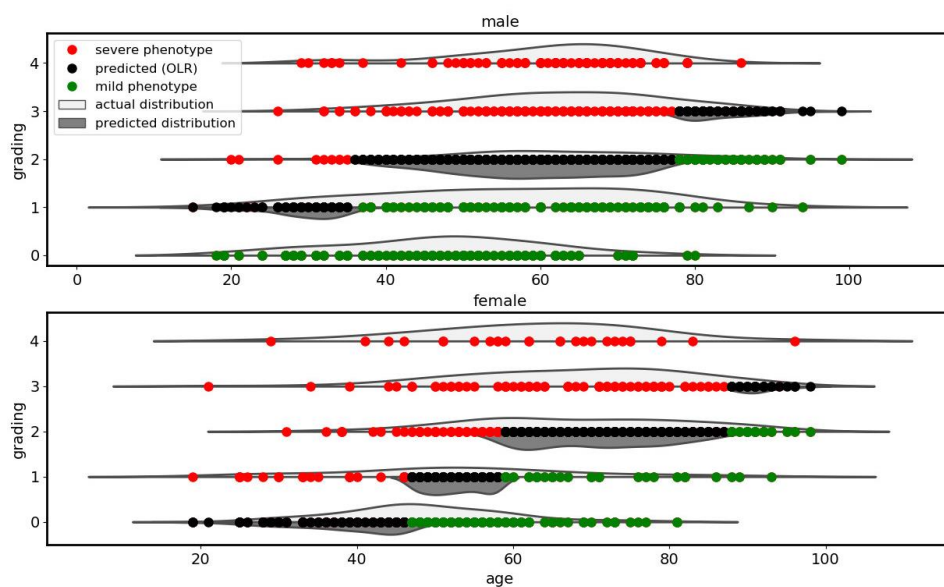 male
severe phenotype
predicted (OLR)
mild phenotype
actual distribution
predicted distribution
grading
4
3
2
1
0
0 20 40 60 80 100
female
grading
4
3
2
1
0
20 40 60 80 100
age